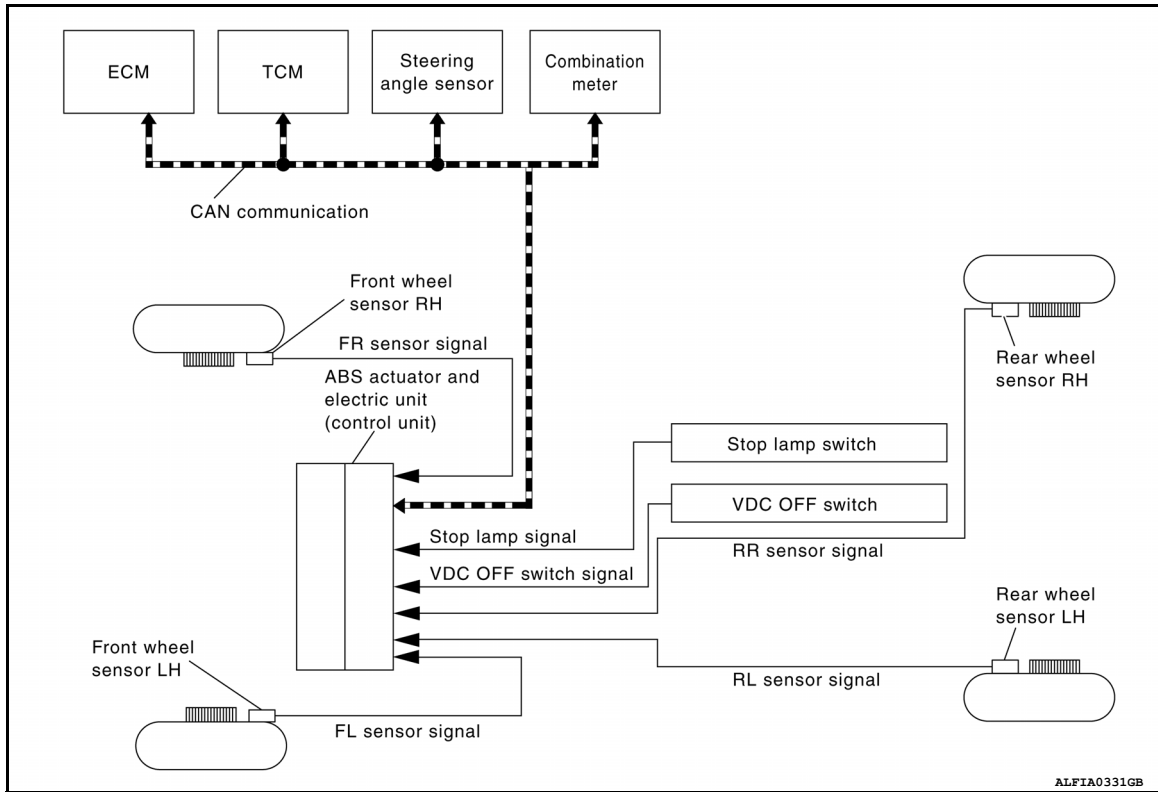 ECM
TCM
Steering
angle sensor
Combination
meter
CAN communication
Front wheel
sensor RH
FR sensor signal
ABS actuator and
electric unit
(control unit)
Rear wheel
sensor RH
Stop lamp switch
VDC OFF switch
Stop lamp signal
RR sensor signal
VDC OFF switch signal
Rear wheel
sensor LH
Front wheel
sensor LH
RL sensor signal
FL sensor signal
ALFIA0331GB